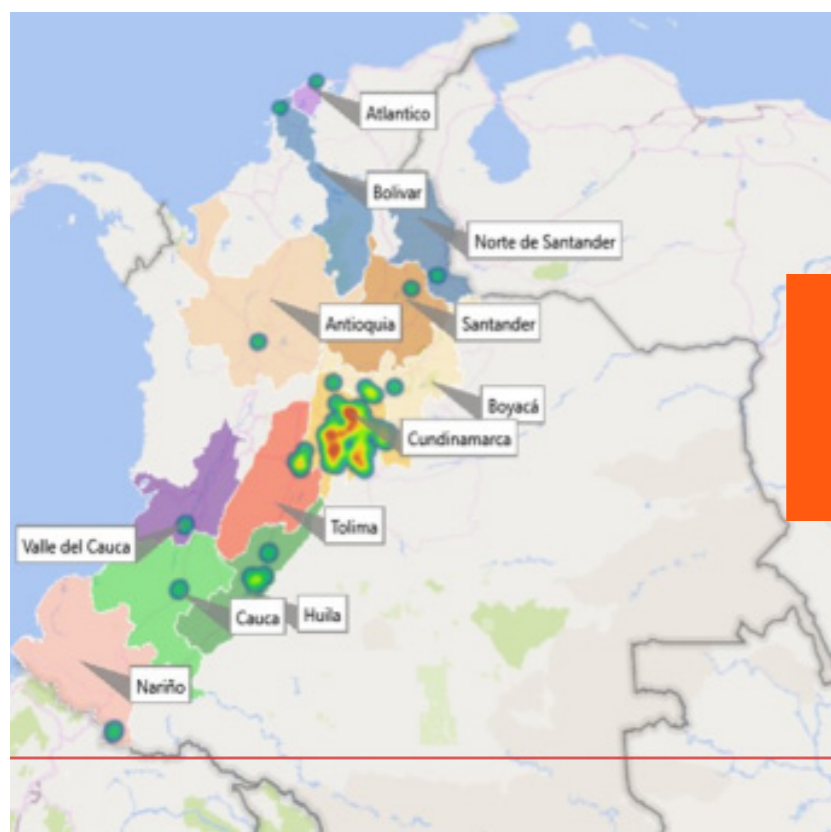 Atlantico
Bolivar
Norte de Santander
Antioquia
Santander
Boyacá
Cundinamarca
Tolima
Valle del Cauca
Cauca
Huila
Nariño